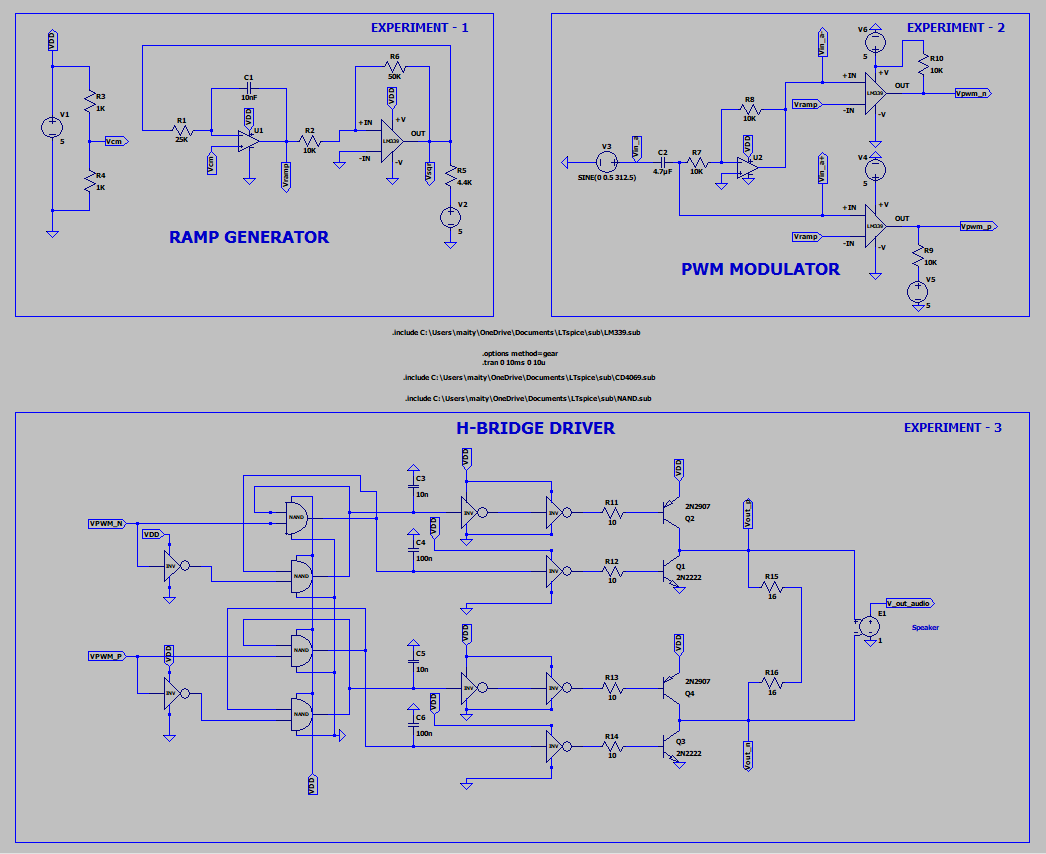 EXPERIMENT - 1
VDD
R3
1K
V1
5
Vcm
R4
1K
R1
25K
C1
10nF
VDD
U1
Vcm
Vramp
R2
10K
R6
50K
VDD
+IN
+V
LM339
OUT
-IN
-V
Vsqr
R5
4.4K
V2
5
RAMP GENERATOR
EXPERIMENT - 2
V6
5
Vin_a-
R10
10K
+IN
+V
LM339
OUT
Vpwm_n
Vramp
-IN
-V
R8
10K
VDD
V3
Vin_a
SINE(0 0.5 312.5)
C2
4.7µF
R7
10K
U2
Vin_a+
V4
5
+IN
+V
LM339
OUT
Vpwm_p
Vramp
-IN
-V
R9
10K
V5
5
PWM MODULATOR
.include C:\Users\maity\OneDrive\Documents\LTspice\sub\LM339.sub
.options method=gear
.tran 0 10ms 0 10u
.include C:\Users\maity\OneDrive\Documents\LTspice\sub\CD4069.sub
.include C:\Users\maity\OneDrive\Documents\LTspice\sub\NAND.sub
H-BRIDGE DRIVER
EXPERIMENT - 3
VPWM_N
VDD
INV
NAND
NAND
C3
10n
VDD
INV
INV
R11
10
VDD
2N2907
Q2
C4
100n
VDD
INV
R12
10
Q1
2N2222
R15
16
V_out_audio
E1
1
Speaker
VPWM_P
VDD
INV
NAND
NAND
VDD
C5
10n
VDD
INV
INV
R13
10
VDD
2N2907
Q4
C6
100n
VDD
INV
R14
10
Q3
2N2222
R16
16
Vout_n